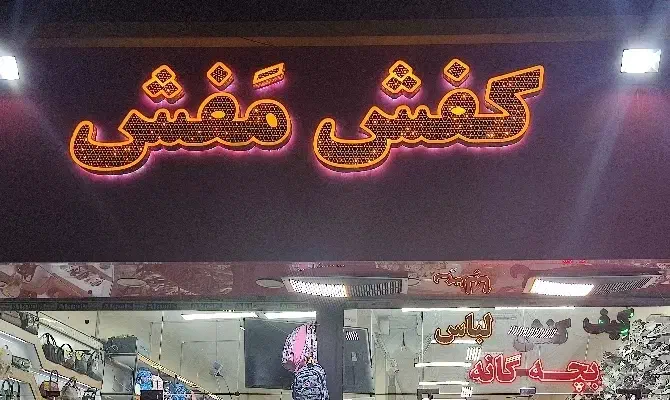 کفش مَفش
کیف کفش لباس
بچه گانه